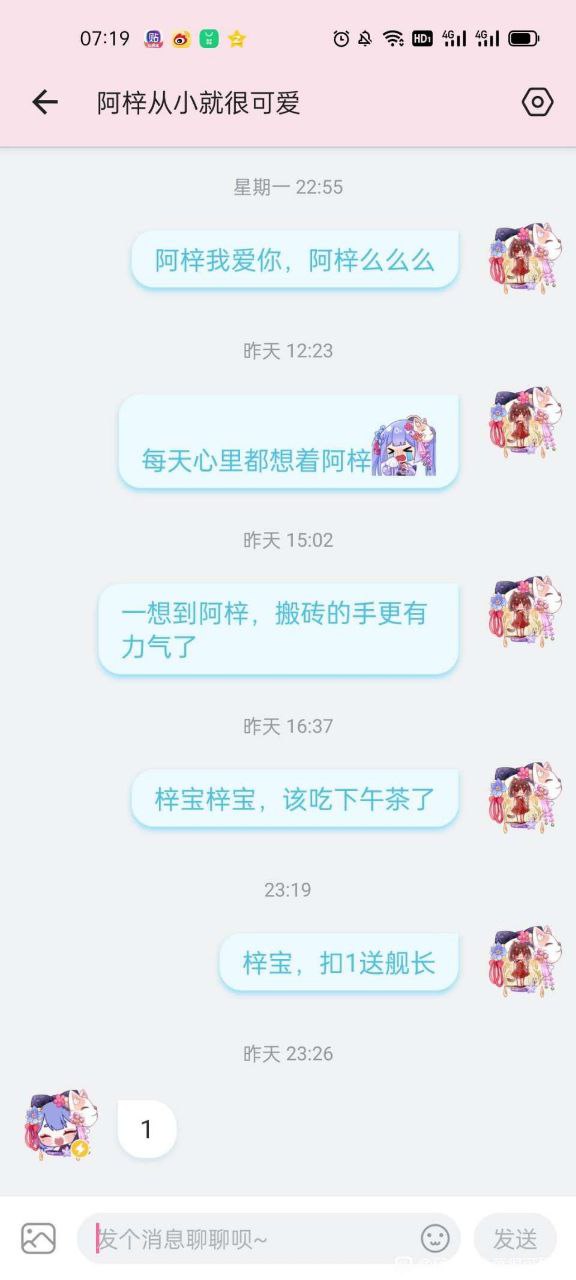 07:19
HD1 4G 4G
阿梓从小就很可爱
星期一 22:55
阿梓我爱你，阿梓么么么
昨天 12:23
每天心里都想着阿梓
昨天 15:02
一想到阿梓，搬砖的手更有
力气了
昨天 16:37
梓宝梓宝，该吃下午茶了
23:19
梓宝，扣1送舰长
昨天 23:26
1
发个消息聊聊呗~
发送